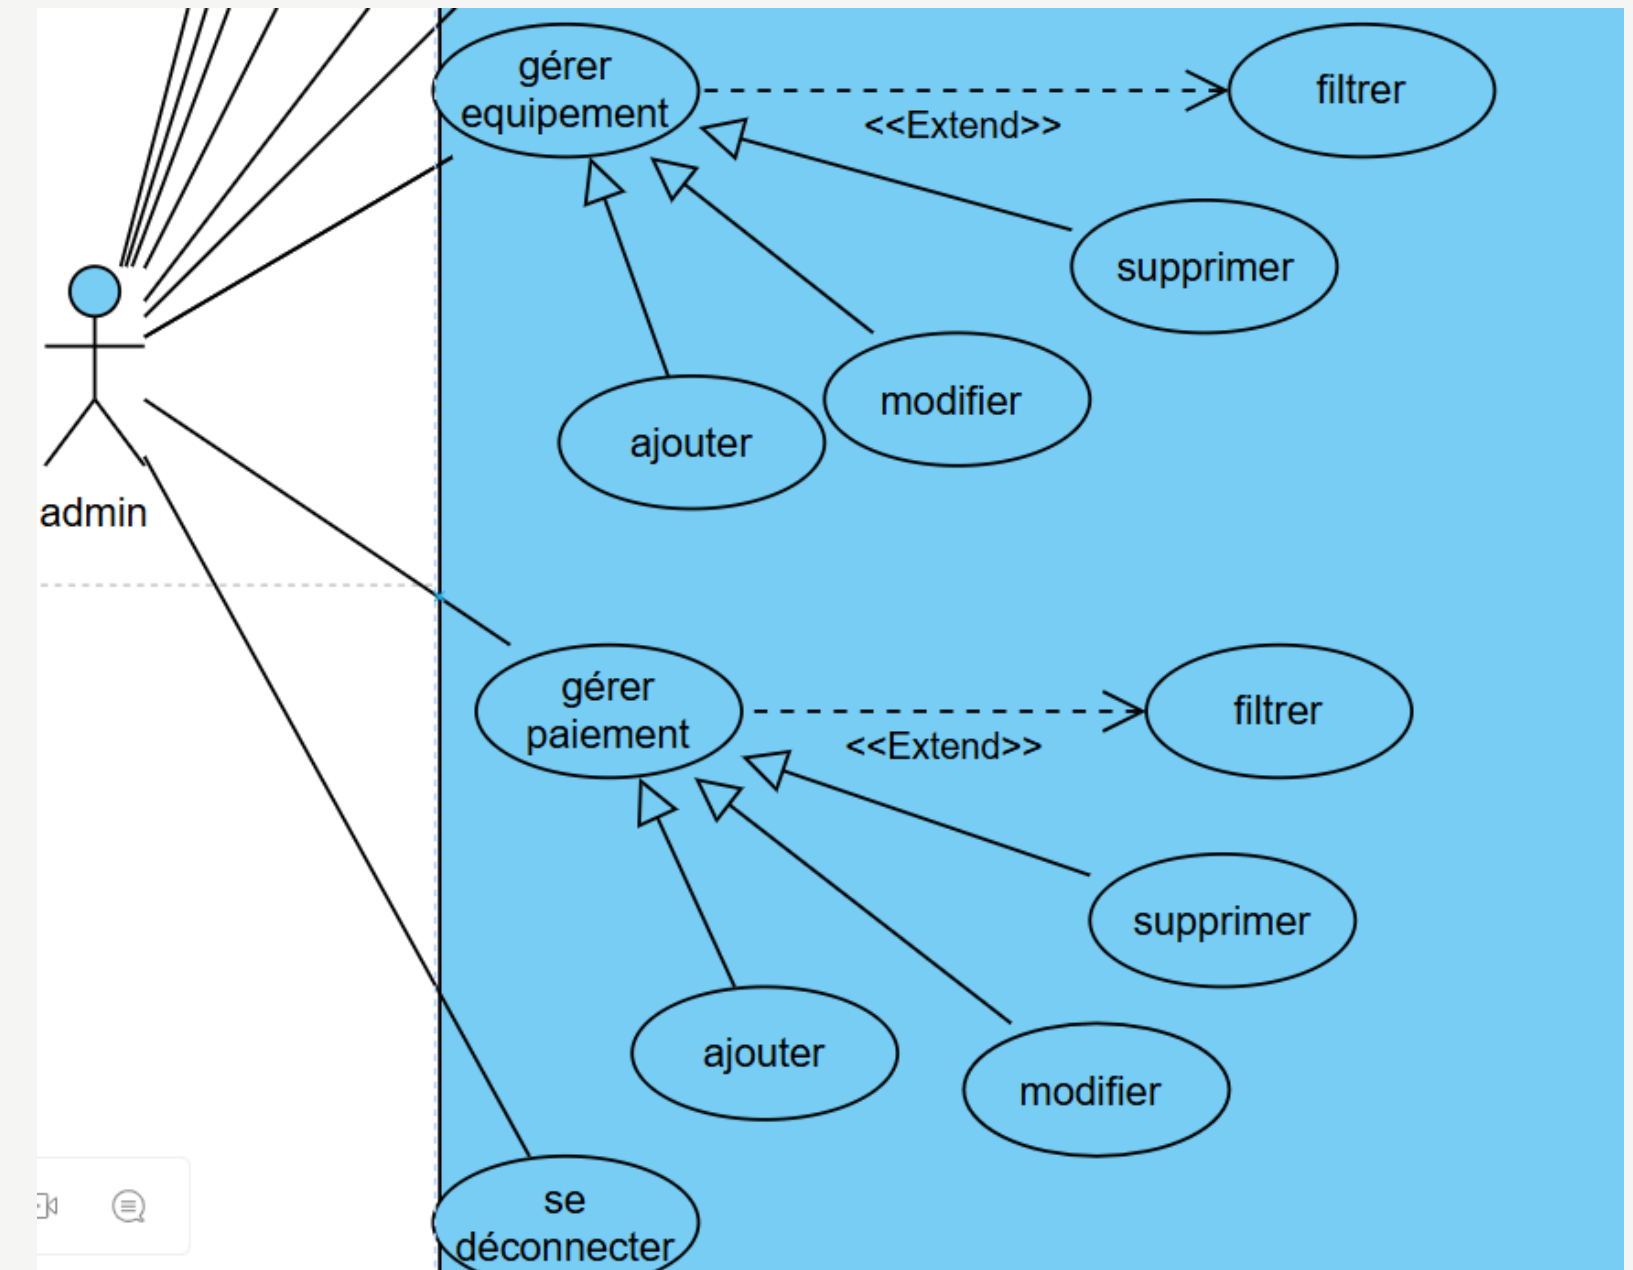 gérer
equipement
filtrer
<<Extend>>
supprimer
modifier
ajouter
admin
gérer
paiement
filtrer
<<Extend>>
supprimer
ajouter
modifier
se
déconnecter